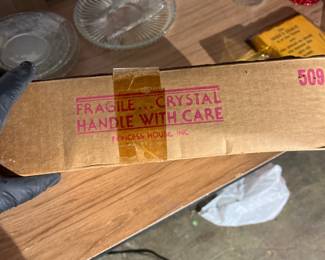 509
FRAGILE...CRYSTAL
HANDLE WITH CARE
PRINCESS HOUSE, INC